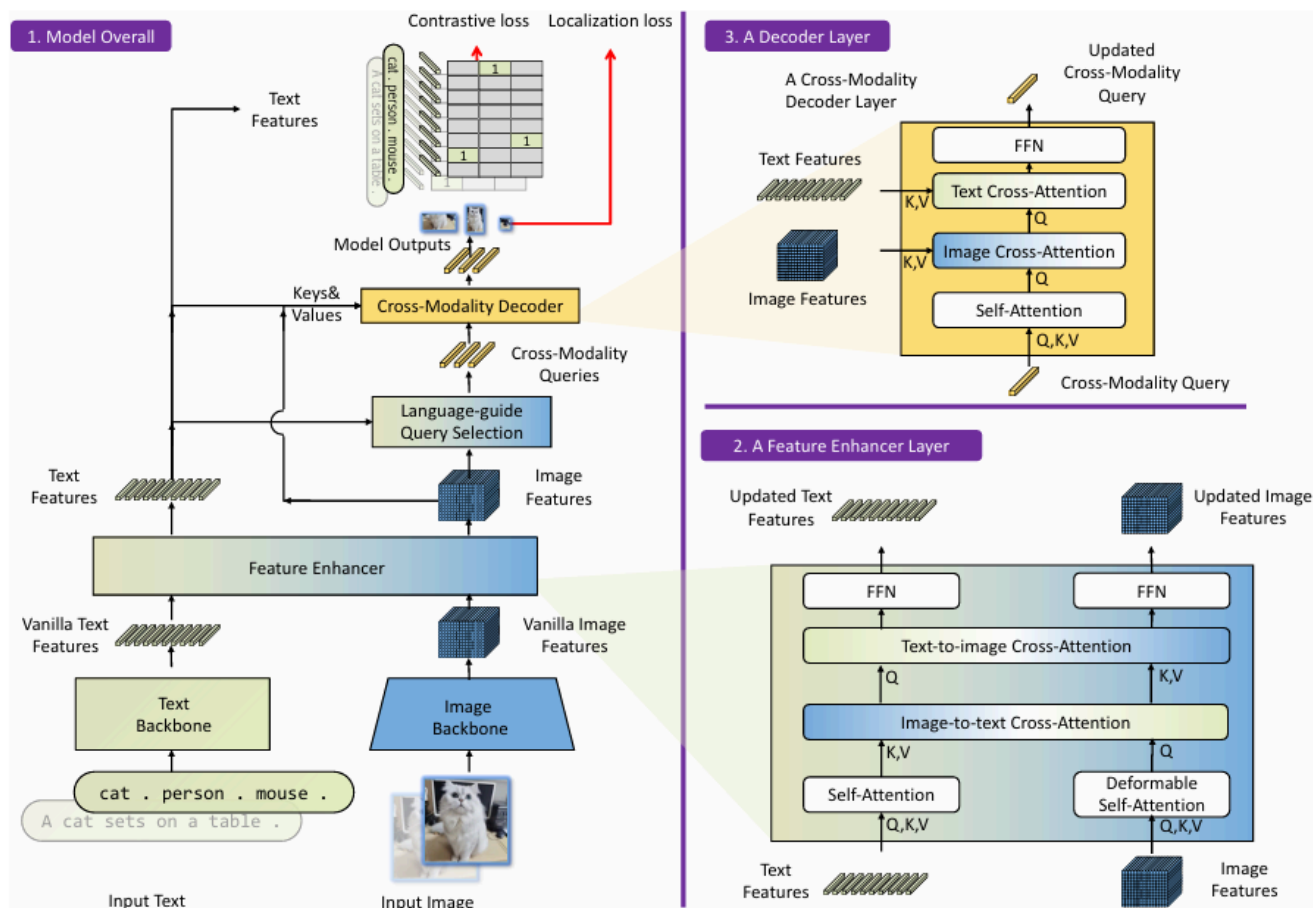 1. Model Overall
Contrastive loss
Localization loss
cat . person . mouse .
A cat sets on a table .
1
1
1
1
Text
Features
Model Outputs
Keys&
Values
Cross-Modality Decoder
Cross-Modality
Queries
Language-guide
Query Selection
Text
Features
Image
Features
Feature Enhancer
Vanilla Text
Features
Vanilla Image
Features
Text
Backbone
Image
Backbone
cat . person . mouse .
A cat sets on a table .
Input Text
Input Image
3. A Decoder Layer
Updated
Cross-Modality
Query
A Cross-Modality
Decoder Layer
FFN
Text Features
Text Cross-Attention
K,V
Q
Image Cross-Attention
K,V
Q
Image Features
Self-Attention
Q,K,V
Cross-Modality Query
2. A Feature Enhancer Layer
Updated Text
Features
Updated Image
Features
FFN
FFN
Text-to-image Cross-Attention
Q
K,V
Image-to-text Cross-Attention
K,V
Q
Self-Attention
Deformable
Self-Attention
Q,K,V
Q,K,V
Text
Features
Image
Features